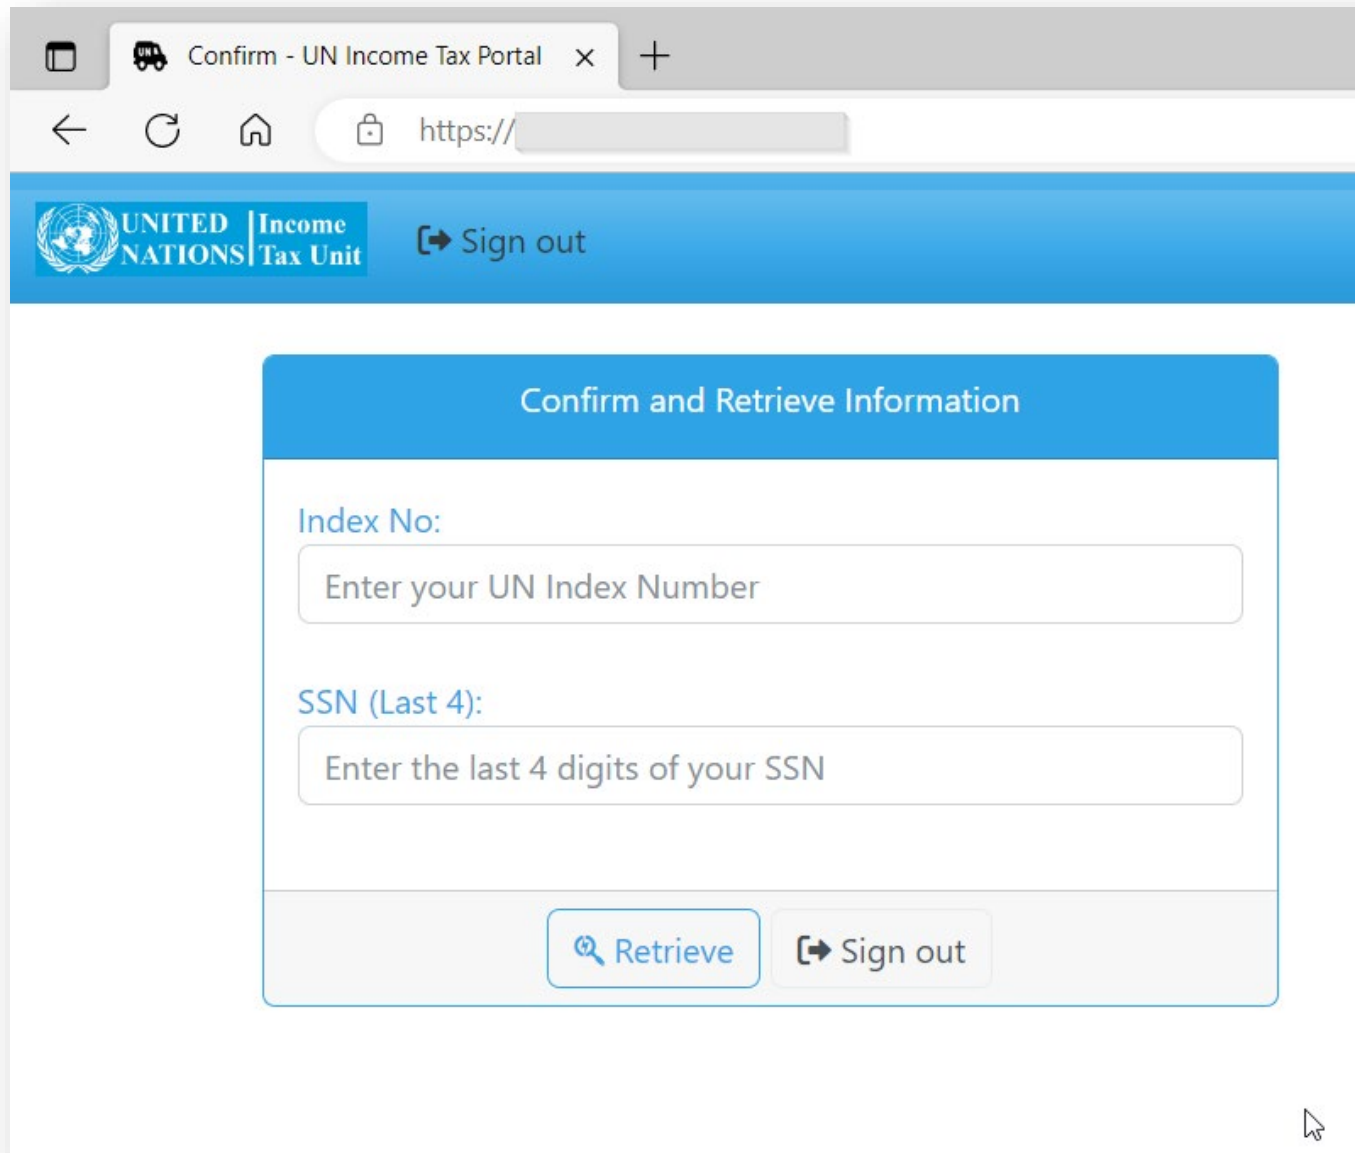 Confirm - UN Income Tax Portal
https://
UNITED NATIONS
Income Tax Unit
Sign out
Confirm and Retrieve Information
Index No:
Enter your UN Index Number
SSN (Last 4):
Enter the last 4 digits of your SSN
Retrieve
Sign out